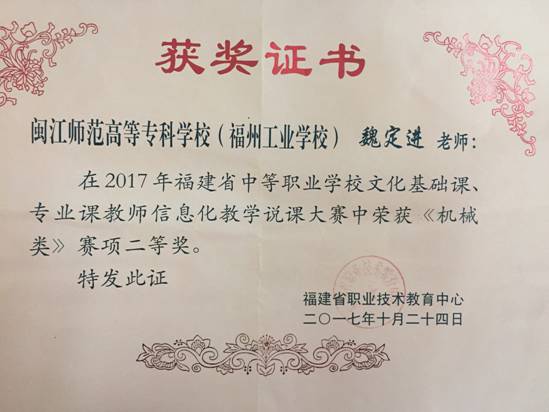 获奖证书
闽江师范高等专科学校（福州工业学校） 魏定进 老师：
在2017年福建省中等职业学校文化基础课、
专业课教师信息化教学说课大赛中荣获《机械
类》赛项二等奖。
特发此证
福建省职业技术教育中心
二〇一七年十月二十四日